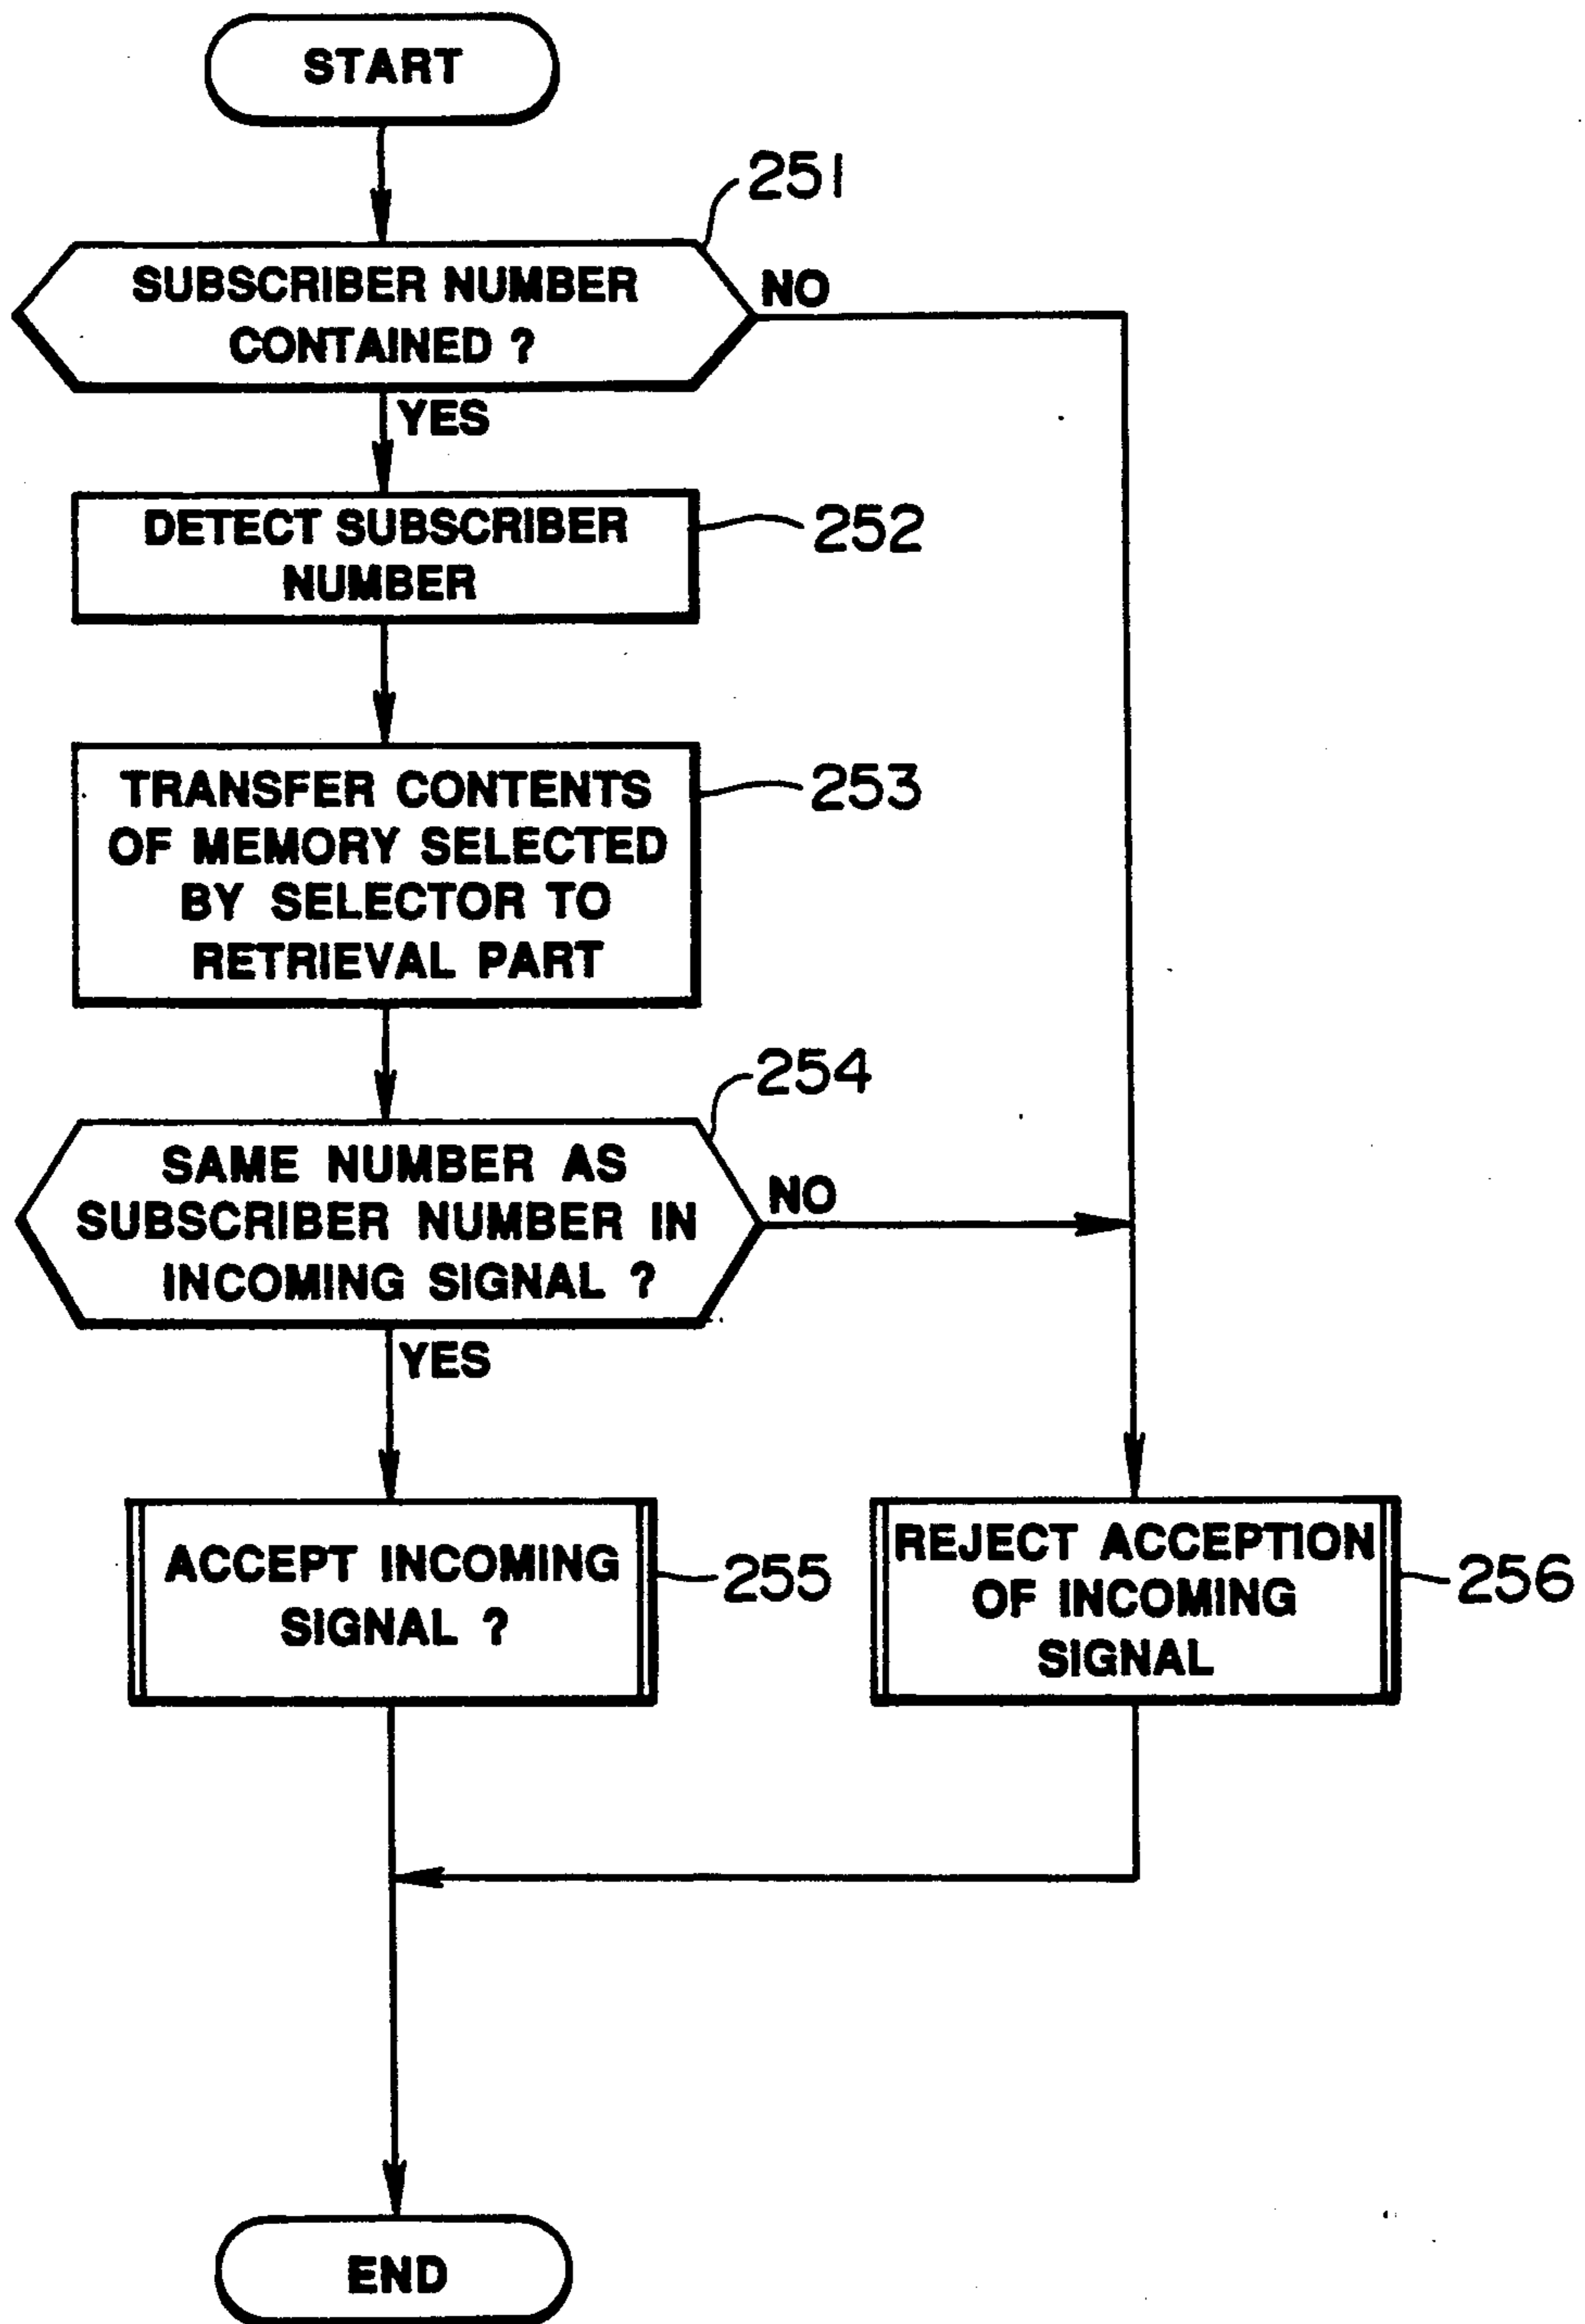 START
251
SUBSCRIBER NUMBER
CONTAINED ?
NO
YES
DETECT SUBSCRIBER
NUMBER
252
TRANSFER CONTENTS
OF MEMORY SELECTED
BY SELECTOR TO
RETRIEVAL PART
253
254
SAME NUMBER AS
SUBSCRIBER NUMBER IN
INCOMING SIGNAL ?
NO
YES
ACCEPT INCOMING
SIGNAL ?
255
REJECT ACCEPTION
OF INCOMING
SIGNAL
256
END